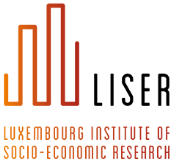 LISER
LUXEMBOURG INSTITUTE OF
SOCIO-ECONOMIC RESEARCH